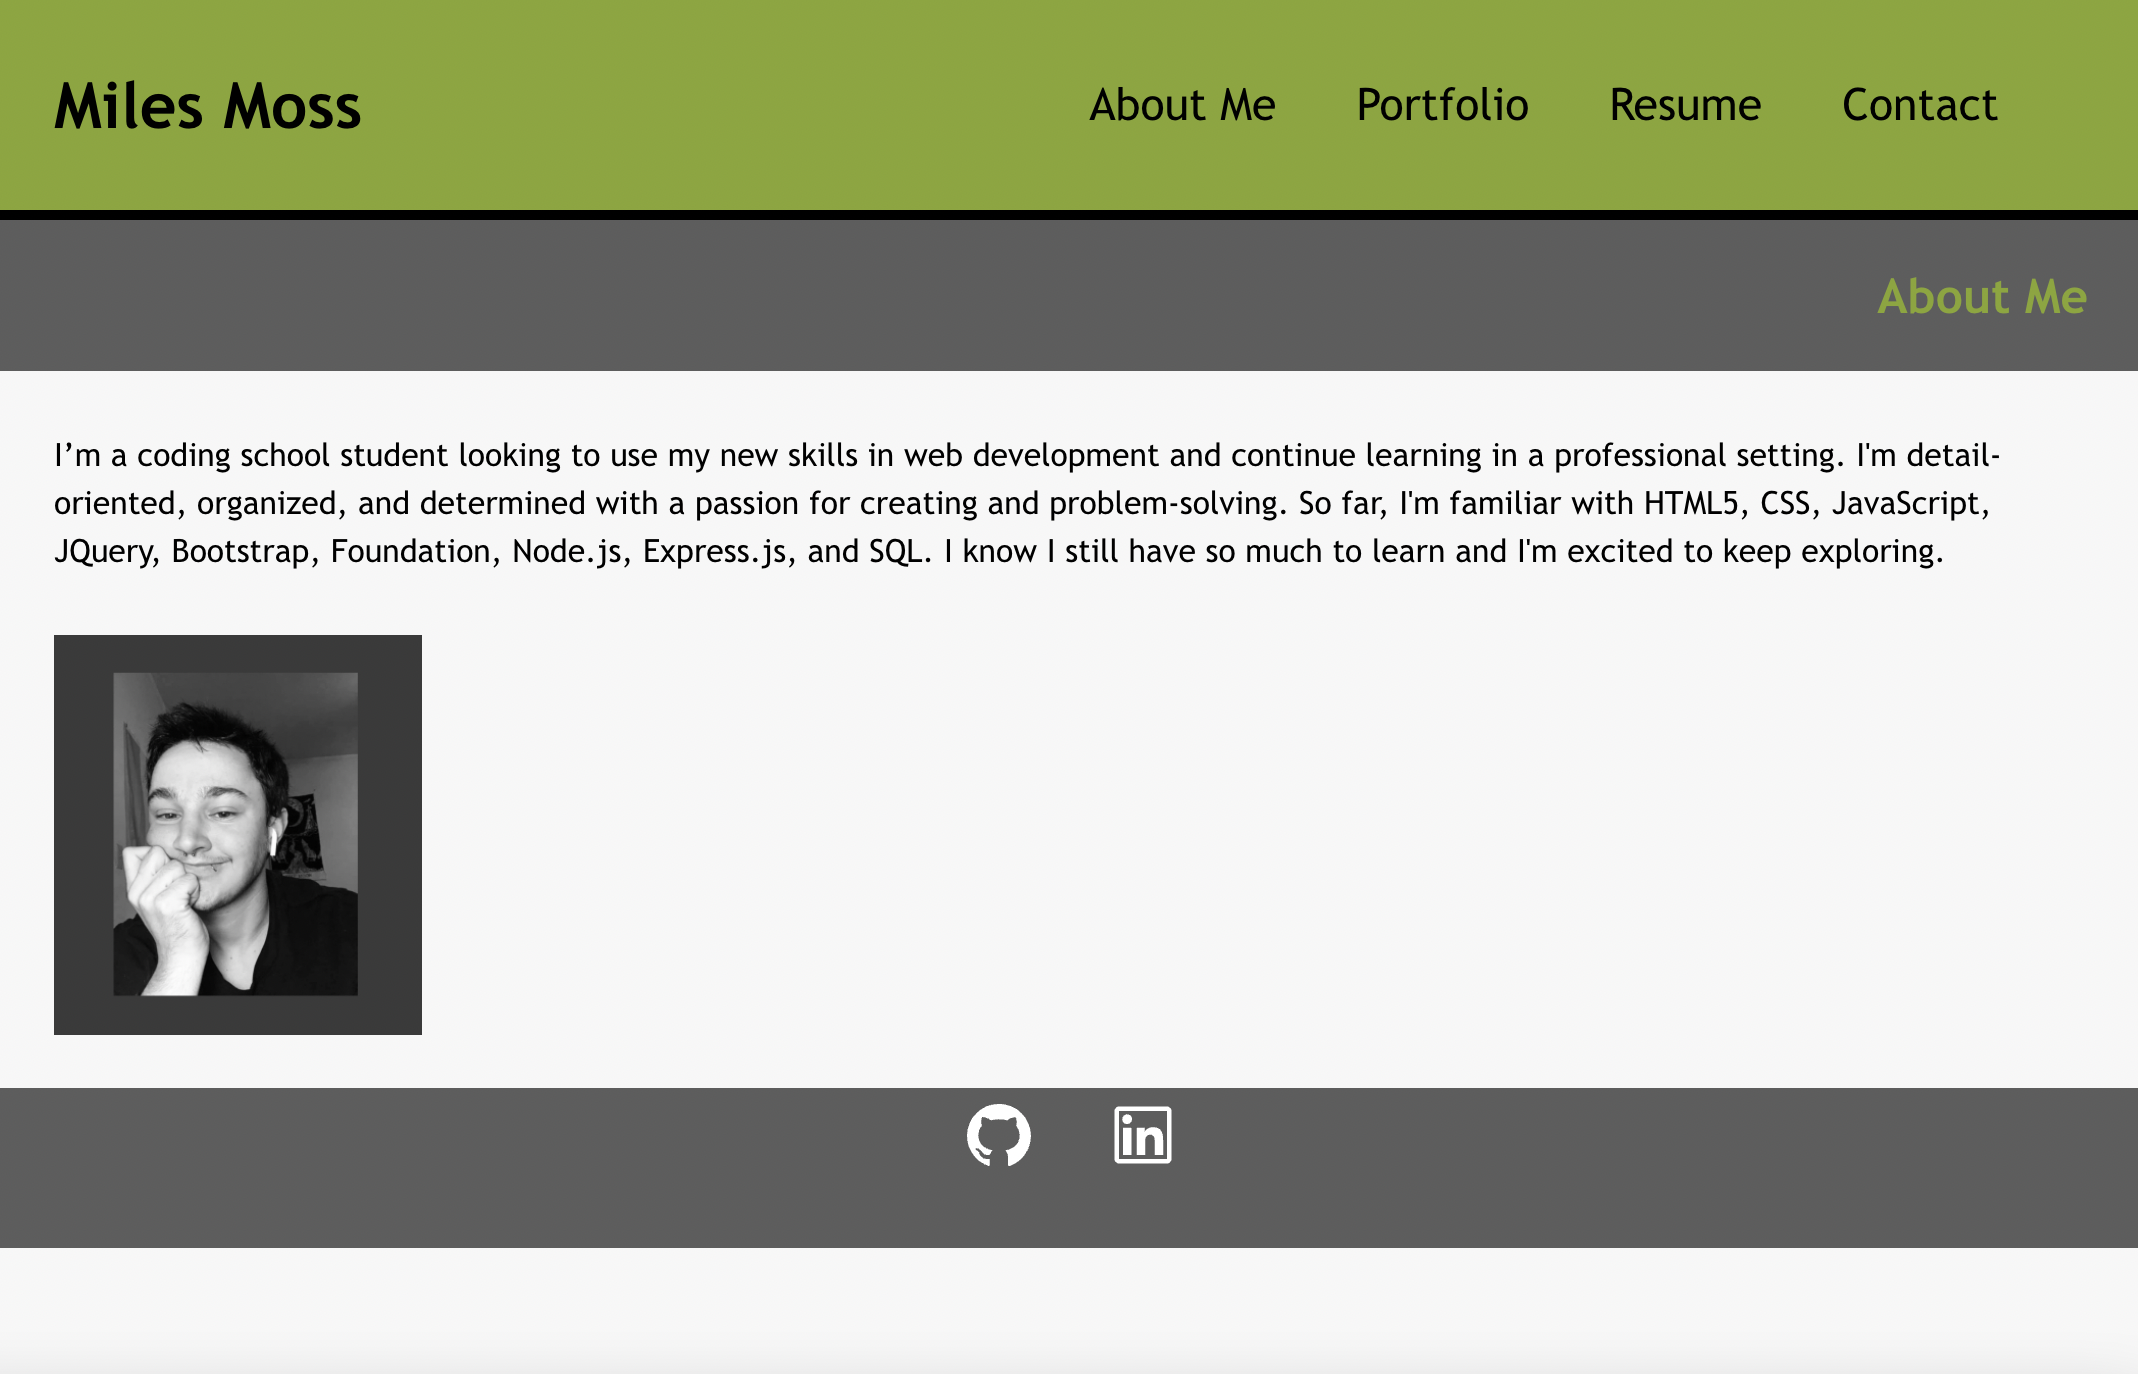 Miles Moss
About Me Portfolio Resume Contact
About Me
I’m a coding school student looking to use my new skills in web development and continue learning in a professional setting. I'm detail-
oriented, organized, and determined with a passion for creating and problem-solving. So far, I'm familiar with HTML5, CSS, JavaScript,
JQuery, Bootstrap, Foundation, Node.js, Express.js, and SQL. I know I still have so much to learn and I'm excited to keep exploring.
in